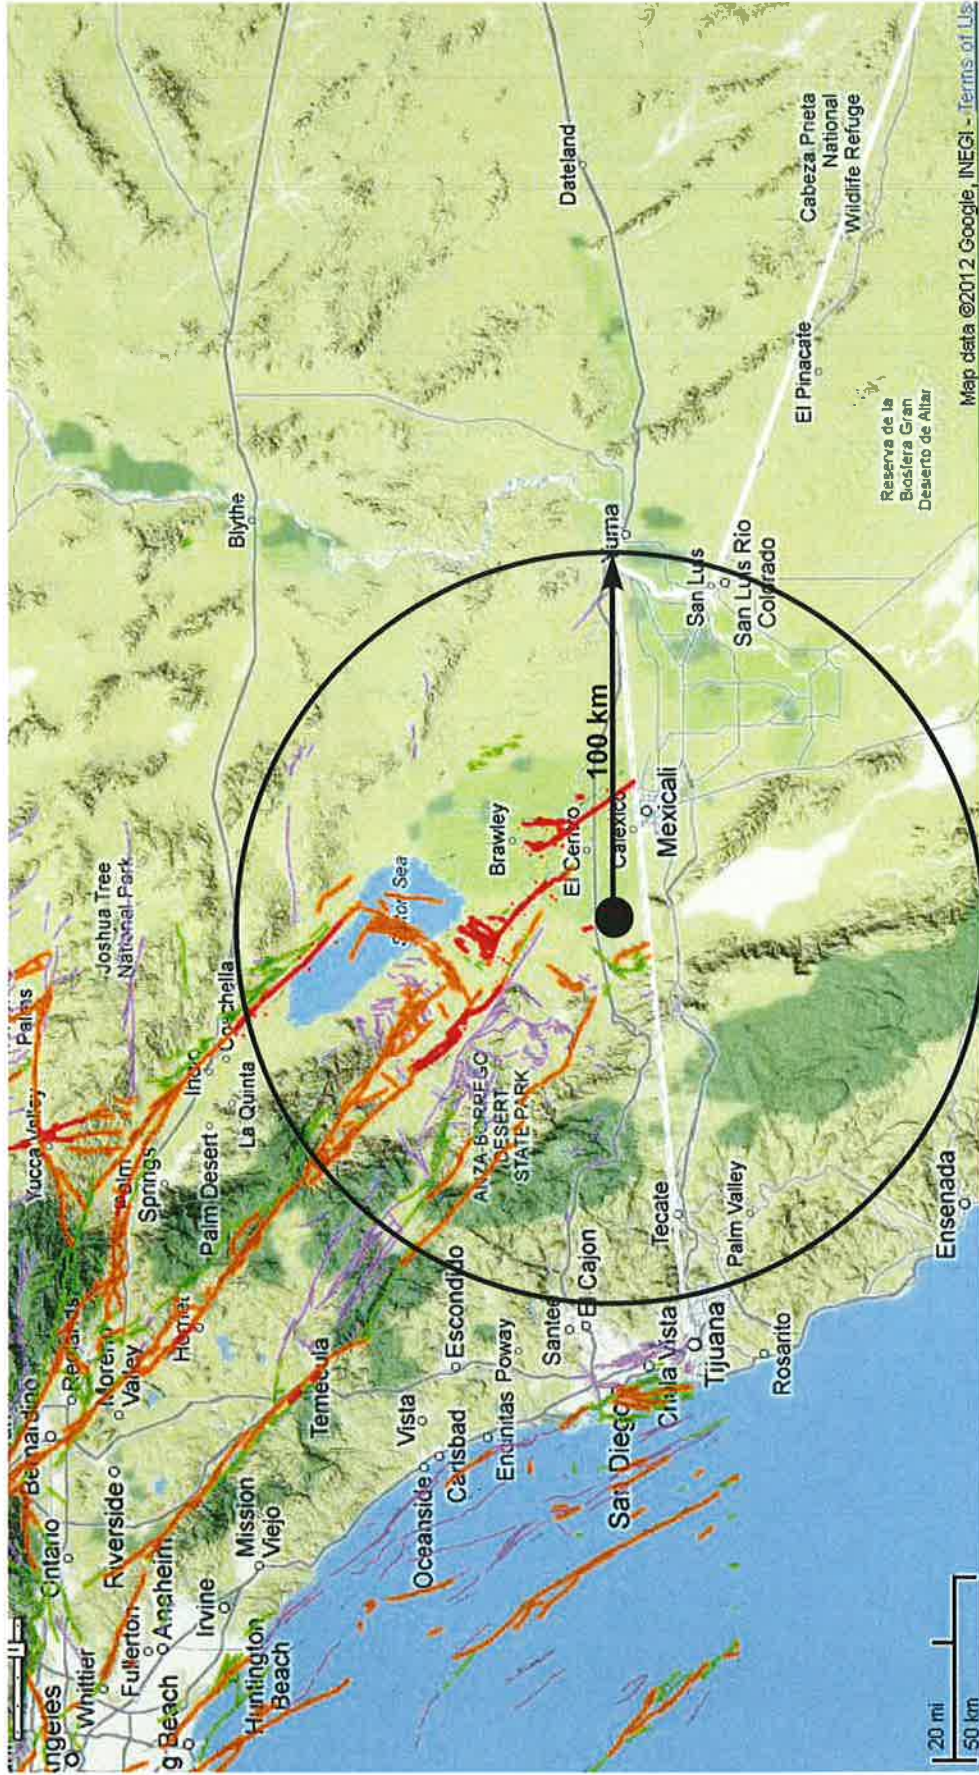 Yucca Valley
Palms
Joshua Tree
National Park
Bernardino
Redlands
Ontario
Riverside
Moreno
Valley
Palm
Springs
Indio
Coachella
La Quinta
Palm Desert
Hemet
ngeles
Whittier
Fullerton
Anaheim
g Beach
Irvine
Huntington
Beach
Mission
Viejo
Temecula
Blythe
Salton Sea
Brawley
ANZA-BORREGO
DESERT
STATE PARK
Vista
Oceanside
Carlsbad
Escondido
Encinitas
Poway
Santee
El Cajon
San Diego
Chula Vista
Tijuana
Tecate
Palm Valley
Rosarito
Ensenada
El Centro
100 km
Calexico
Mexicali
Yuma
Dateland
San Luis
San Luis Rio
Colorado
El Pinacate
Cabeza Prieta
National
Wildlife Refuge
Reserva de la
Biosfera Gran
Desierto de Altar
20 mi
50 km
Map data ©2012 Google, INEGI - Terms of Us